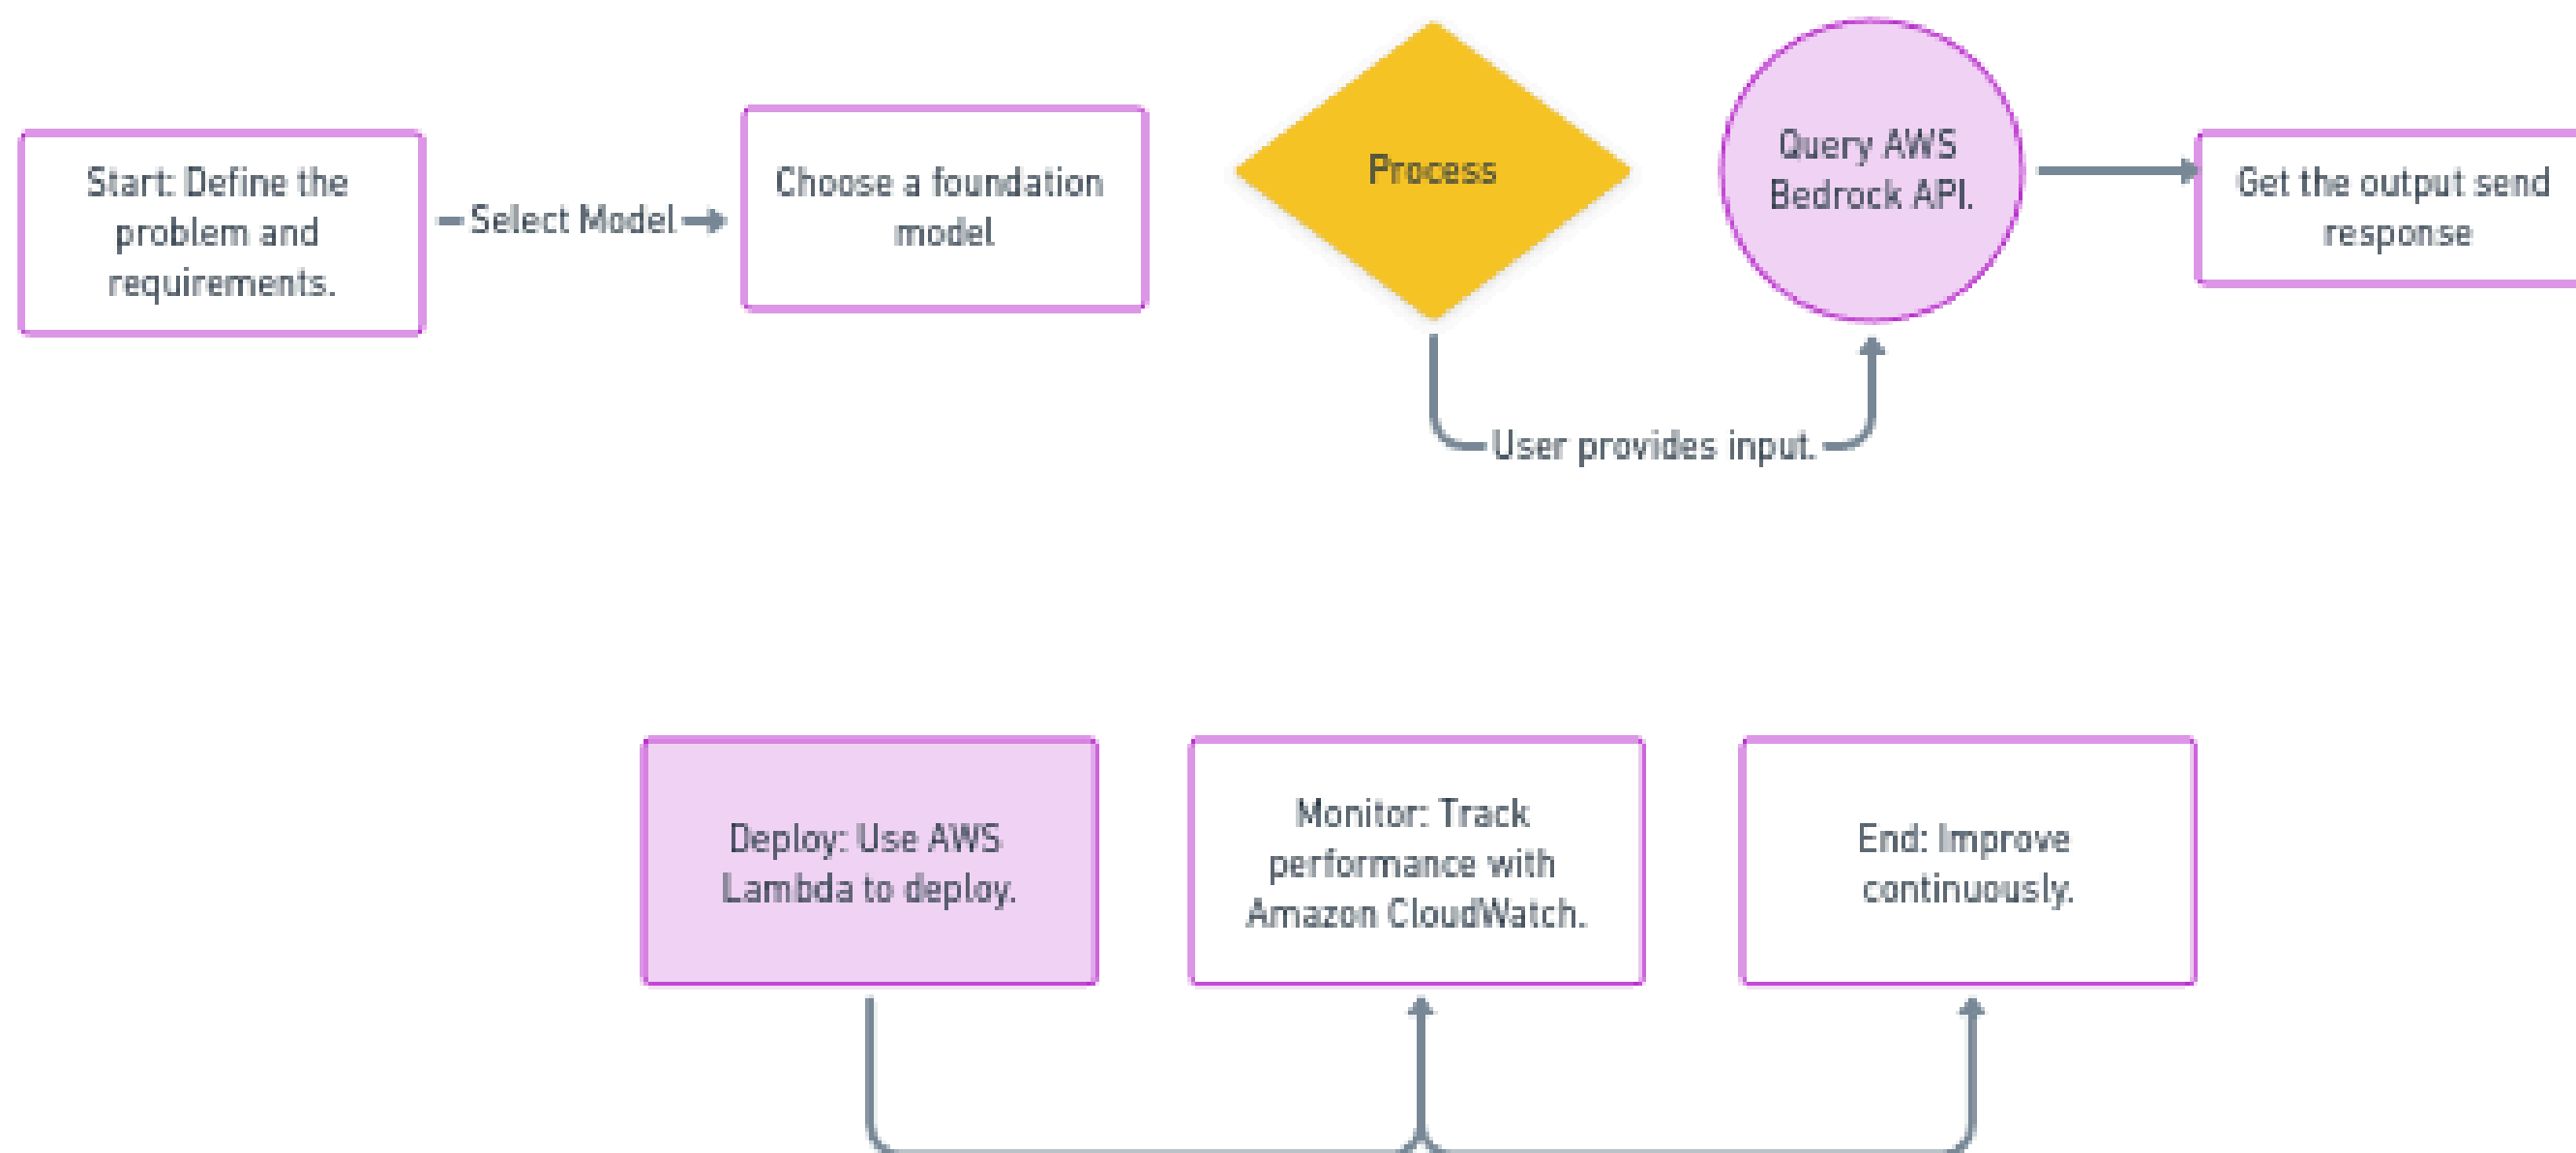 Start: Define the
problem and
requirements.
Select Model
Choose a foundation
model
Process
User provides input.
Query AWS
Bedrock API.
Get the output send
response
Deploy: Use AWS
Lambda to deploy.
Monitor: Track
performance with
Amazon CloudWatch.
End: Improve
continuously.